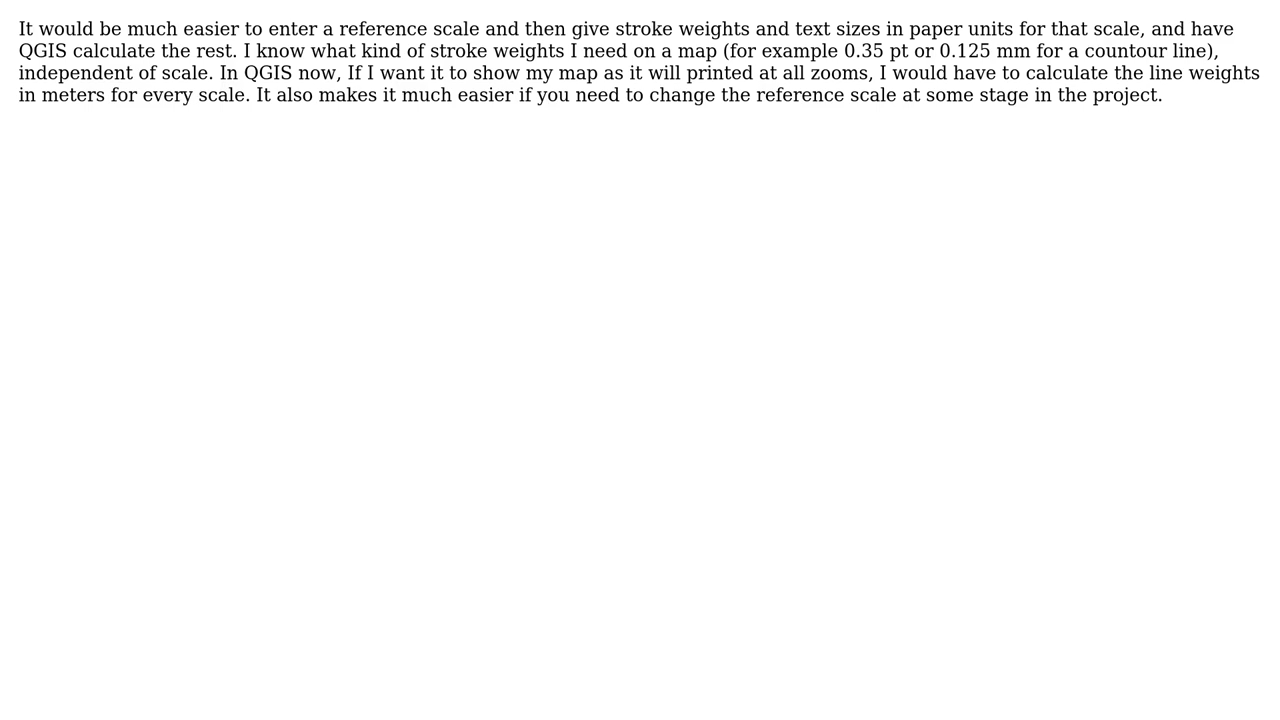 It would be much easier to enter a reference scale and then give stroke weights and text sizes in paper units for that scale, and have
QGIS calculate the rest. I know what kind of stroke weights I need on a map (for example 0.35 pt or 0.125 mm for a countour line),
independent of scale. In QGIS now, If I want it to show my map as it will printed at all zooms, I would have to calculate the line weights
in meters for every scale. It also makes it much easier if you need to change the reference scale at some stage in the project.